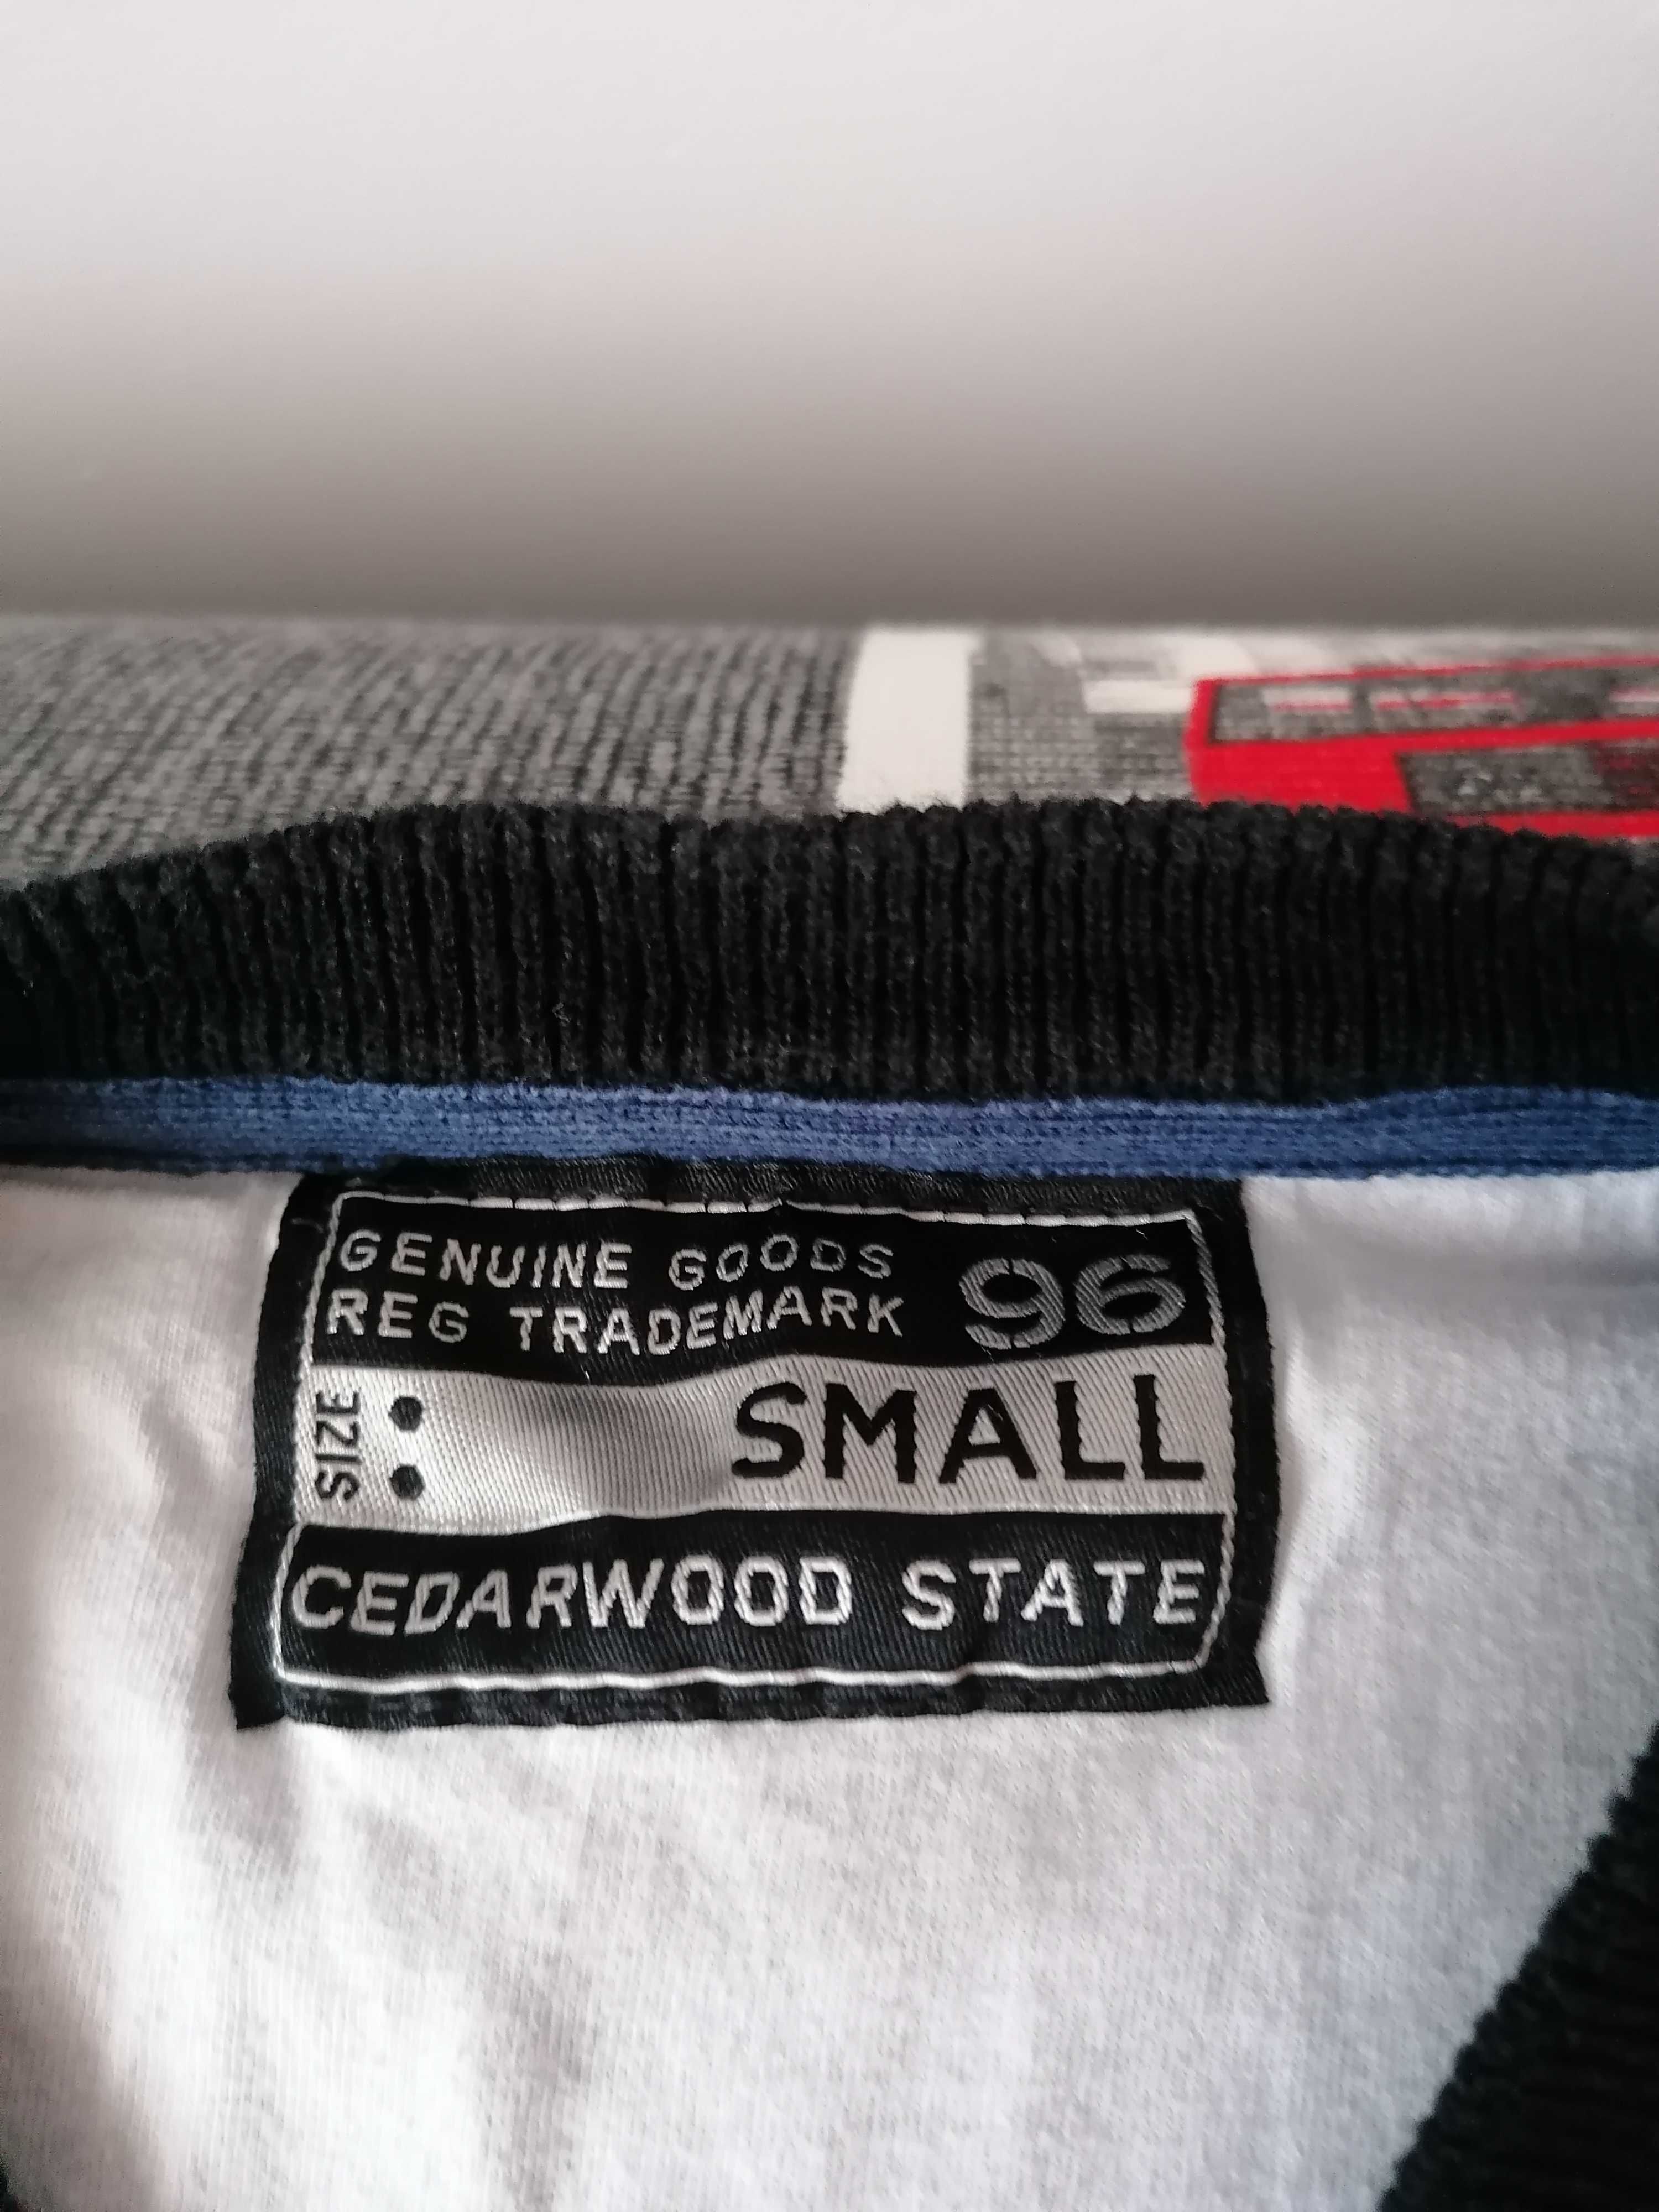 GENUINE GOODS
REG TRADEMARK 96
SIZE : SMALL
CEDARWOOD STATE